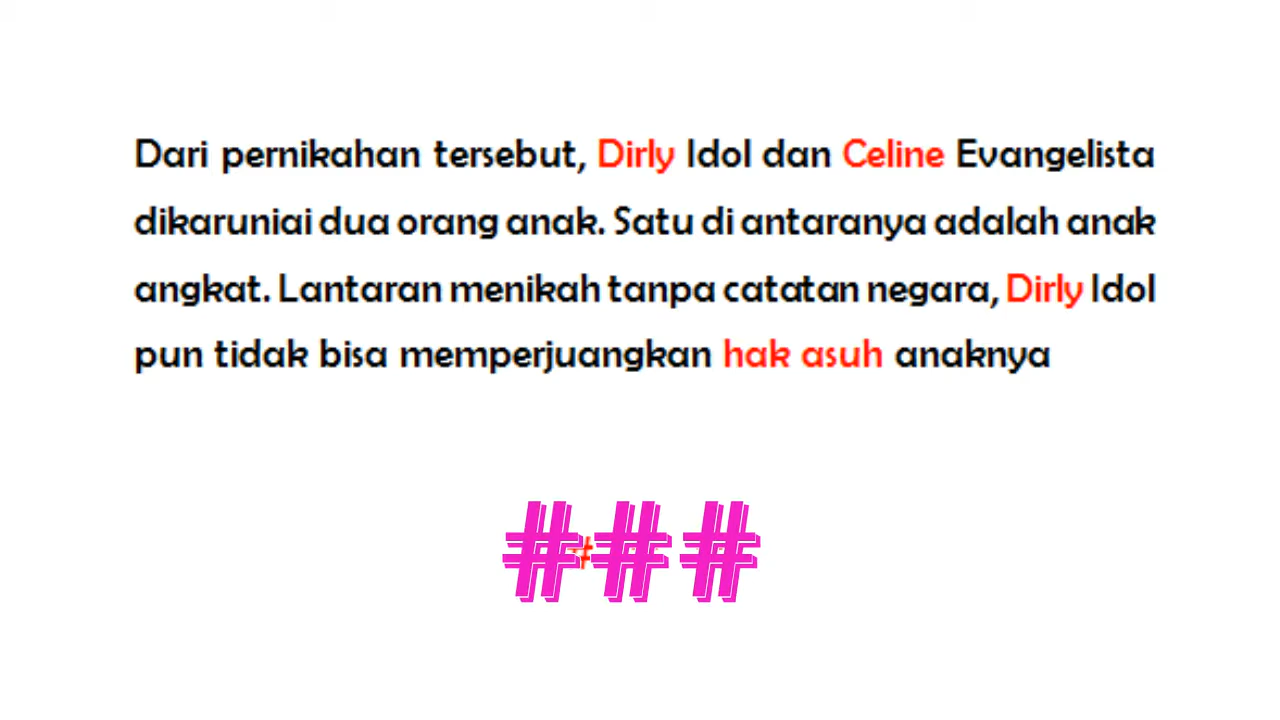 Dari pernikahan tersebut, Dirly Idol dan Celine Evangelista
dikaruniai dua orang anak. Satu di antaranya adalah anak
angkat. Lantaran menikah tanpa catatan negara, Dirly Idol
pun tidak bisa memperjuangkan hak asuh anaknya
###